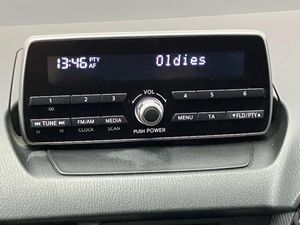 13:46 PTY Oldies
AF
VOL
1 2 3 4 5 6
TUNE FM/AM MEDIA MENU TA FLD/PTY
CLOCK SCAN
PUSH POWER